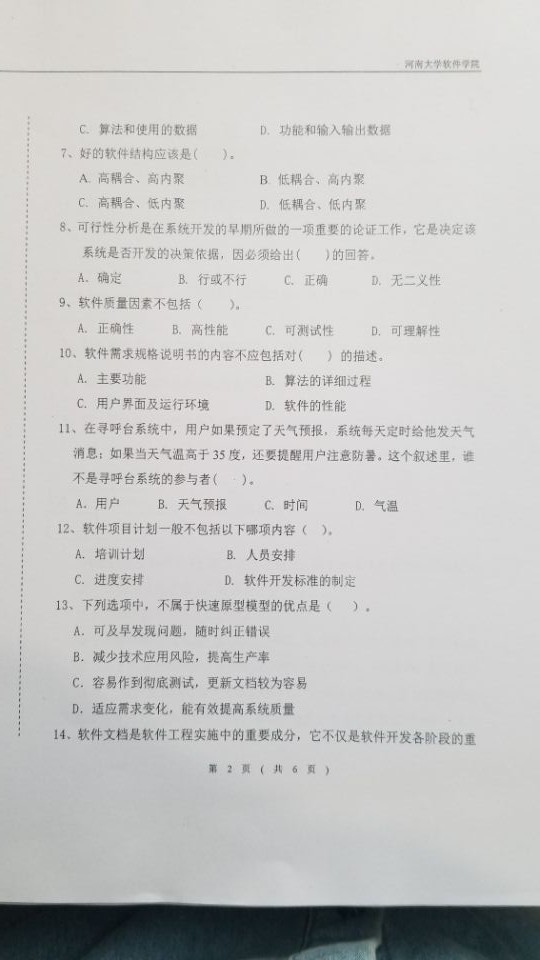 河南大学软件学院
C. 算法和使用的数据 D. 功能和输入输出数据
7、好的软件结构应该是( )。
A. 高耦合、高内聚 B. 低耦合、高内聚
C. 高耦合、低内聚 D. 低耦合、低内聚
8、可行性分析是在系统开发的早期所做的一项重要的论证工作，它是决定该
系统是否开发的决策依据，因必须给出( )的回答。
A. 确定 B. 行或不行 C. 正确 D. 无二义性
9、软件质量因素不包括（ ）。
A. 正确性 B. 高性能 C. 可测试性 D. 可理解性
10、软件需求规格说明书的内容不应包括对( ）的描述。
A. 主要功能 B. 算法的详细过程
C. 用户界面及运行环境 D. 软件的性能
11、在寻呼台系统中，用户如果预定了天气预报，系统每天定时给他发天气
消息；如果当天气温高于 35 度，还要提醒用户注意防暑。这个叙述里，谁
不是寻呼台系统的参与者( )。
A. 用户 B. 天气预报 C. 时间 D. 气温
12、软件项目计划一般不包括以下哪项内容（ ）。
A. 培训计划 B. 人员安排
C. 进度安排 D. 软件开发标准的制定
13、下列选项中，不属于快速原型模型的优点是（ ）。
A. 可及早发现问题，随时纠正错误
B. 减少技术应用风险，提高生产率
C. 容易作到彻底测试，更新文档较为容易
D. 适应需求变化，能有效提高系统质量
14、软件文档是软件工程实施中的重要成分，它不仅是软件开发各阶段的重
第 2 页 ( 共 6 页 )